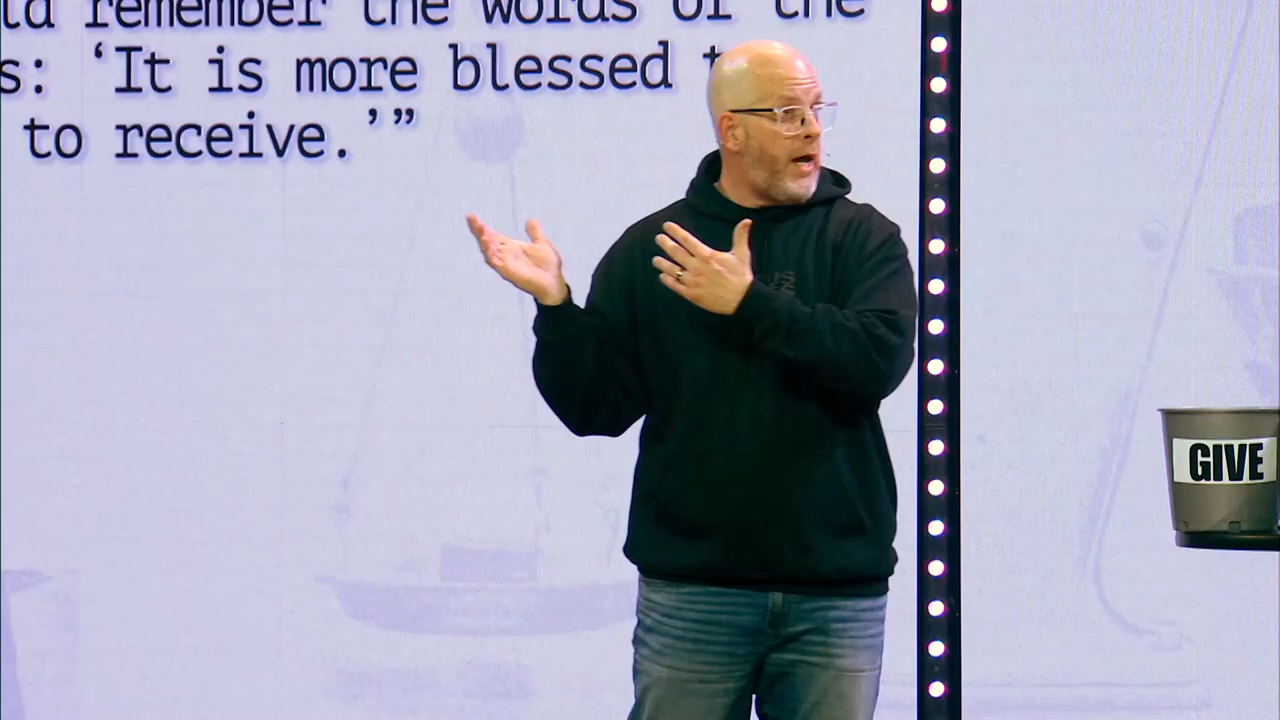 ld remember the words of the
s: ‘It is more blessed t
to receive.’”
GIVE